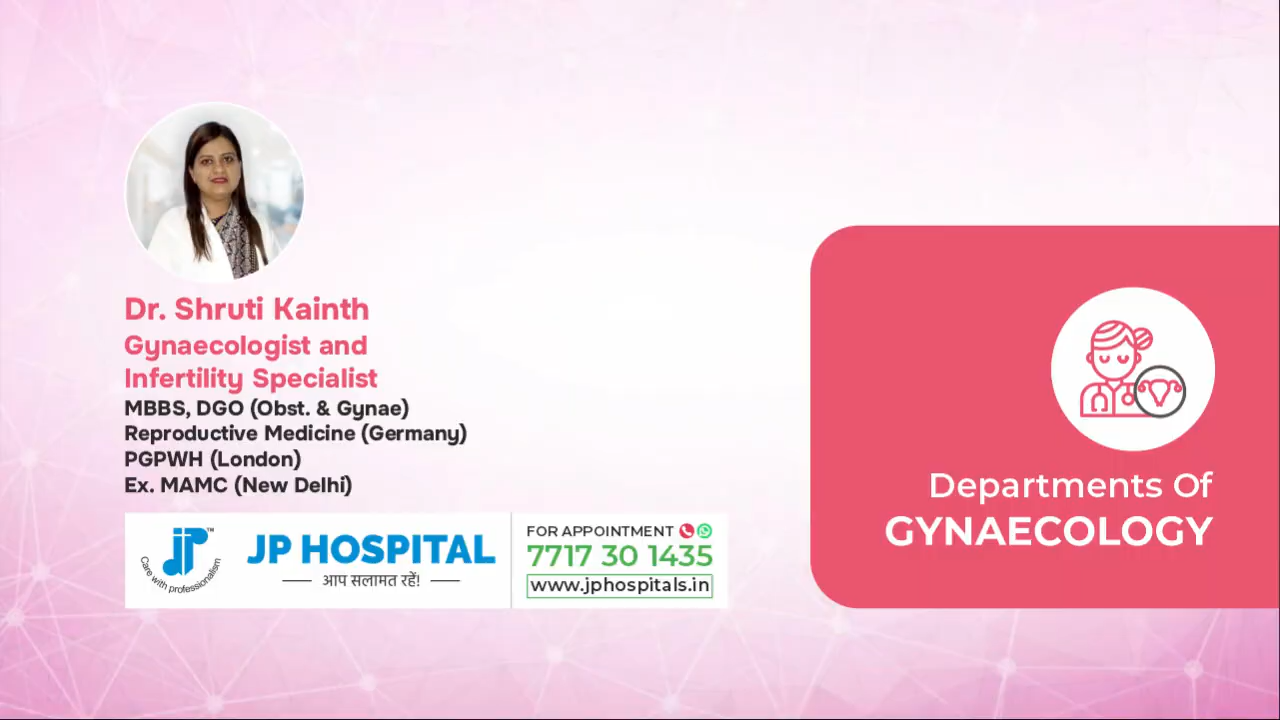 Dr. Shruti Kainth
Gynaecologist and
Infertility Specialist
MBBS, DGO (Obst. & Gynae)
Reproductive Medicine (Germany)
PGPWH (London)
Ex. MAMC (New Delhi)
JP™
Care with professionalism
JP HOSPITAL
आप सलामत रहें!
FOR APPOINTMENT
7717 30 1435
www.jphospitals.in
Departments Of
GYNAECOLOGY